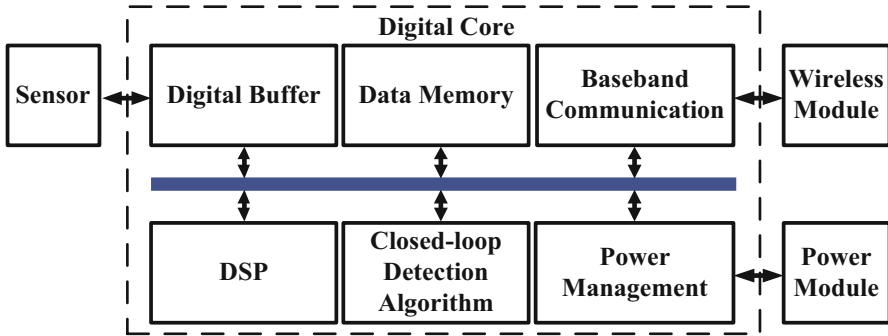 Digital Core
Sensor
Digital Buffer
Data Memory
Baseband
Communication
Wireless
Module
DSP
Closed-loop
Detection
Algorithm
Power
Management
Power
Module